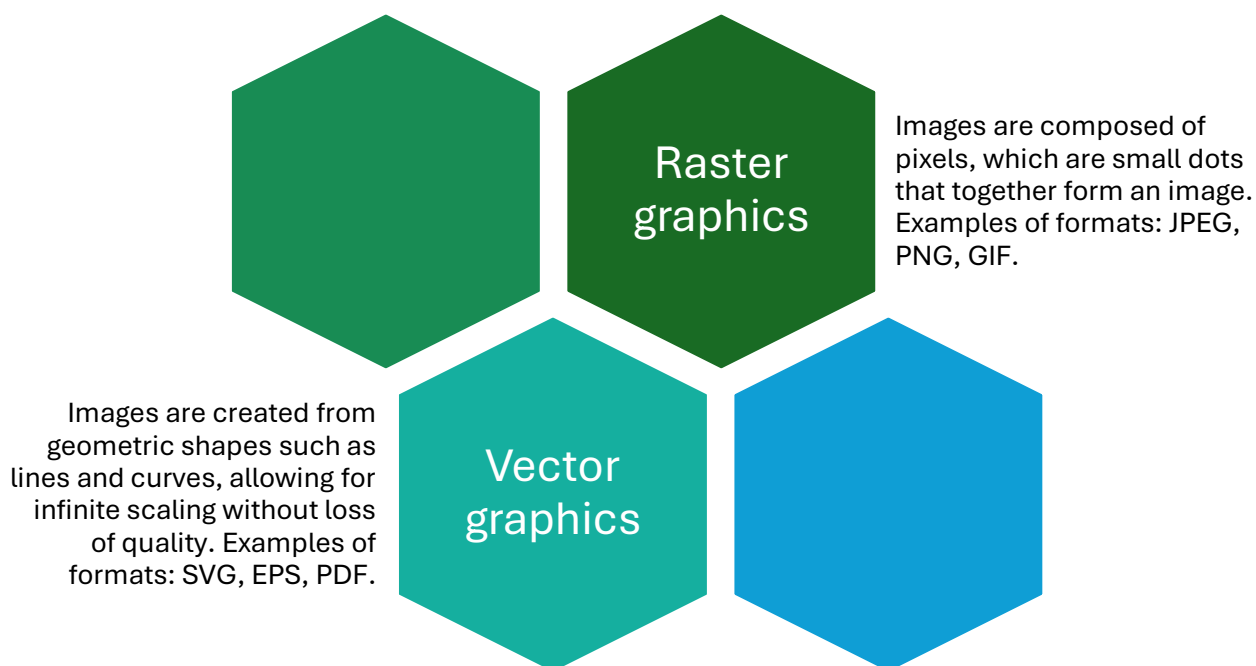 Raster
graphics
Images are composed of
pixels, which are small dots
that together form an image.
Examples of formats: JPEG,
PNG, GIF.
Images are created from
geometric shapes such as
lines and curves, allowing for
infinite scaling without loss
of quality. Examples of
formats: SVG, EPS, PDF.
Vector
graphics